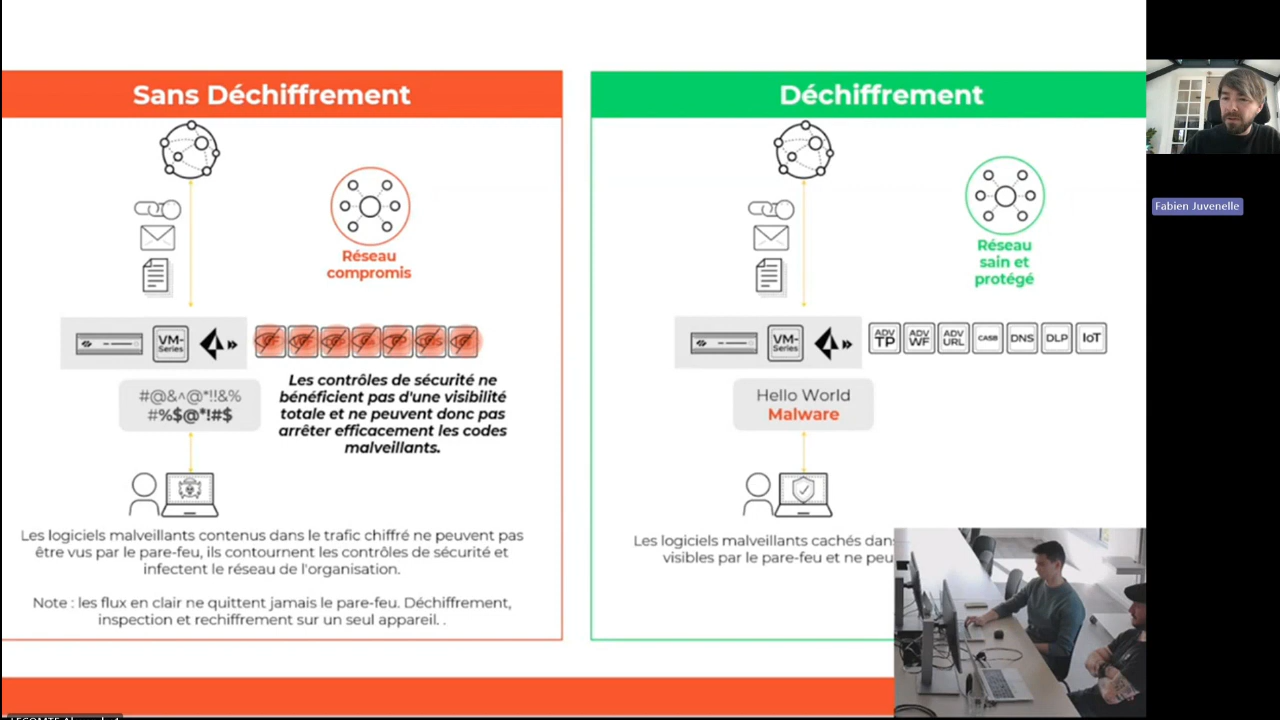 Sans Déchiffrement
Réseau
compromis
VM-
Series
#@&^@*!!&%
#%$@*!#$
Les contrôles de sécurité ne
bénéficient pas d'une visibilité
totale et ne peuvent donc pas
arrêter efficacement les codes
malveillants.
Les logiciels malveillants contenus dans le trafic chiffré ne peuvent pas
être vus par le pare-feu, ils contournent les contrôles de sécurité et
infectent le réseau de l'organisation.
Note : les flux en clair ne quittent jamais le pare-feu. Déchiffrement,
inspection et rechiffrement sur un seul appareil. .
Déchiffrement
Réseau
sain et
protégé
VM-
Series
ADV
TP
ADV
WF
ADV
URL
CASB
DNS
DLP
IoT
Hello World
Malware
Les logiciels malveillants cachés dans
visibles par le pare-feu et ne
Fabien Juvenelle